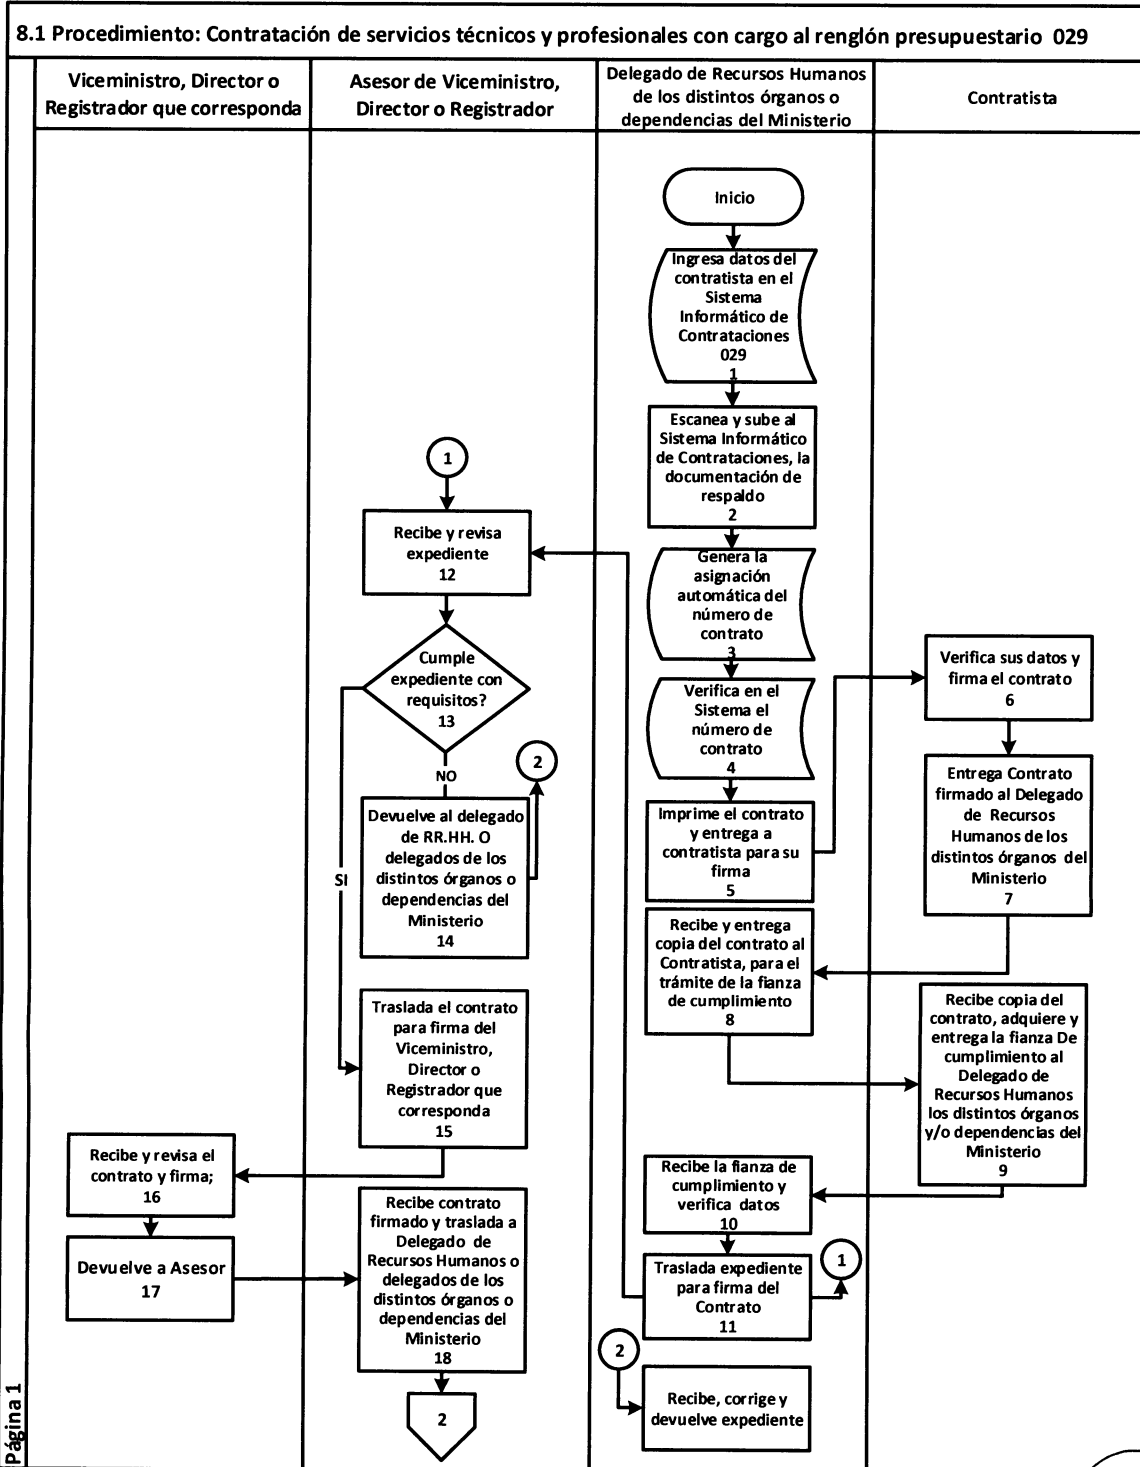 8.1 Procedimiento: Contratación de servicios técnicos y profesionales con cargo al renglón presupuestario 029
Viceministro, Director o
Registrador que corresponda
Asesor de Viceministro,
Director o Registrador
Delegado de Recursos Humanos
de los distintos órganos o
dependencias del Ministerio
Contratista
Inicio
Ingresa datos del
contratista en el
Sistema
Informático de
Contrataciones
029
1
Escanea y sube al
Sistema Informático
de Contrataciones, la
documentación de
respaldo
2
Genera la
asignación
automática del
número de
contrato
3
Verifica en el
Sistema el
número de
contrato
4
Imprime el contrato
y entrega a
contratista para su
firma
5
Verifica sus datos y
firma el contrato
6
Entrega Contrato
firmado al Delegado
de Recursos
Humanos de los
distintos órganos del
Ministerio
7
Recibe y entrega
copia del contrato al
Contratista, para el
trámite de la fianza
de cumplimiento
8
Recibe copia del
contrato, adquiere y
entrega la fianza De
cumplimiento al
Delegado de
Recursos Humanos
los distintos órganos
y/o dependencias del
Ministerio
9
Recibe la fianza de
cumplimiento y
verifica datos
10
Traslada expediente
para firma del
Contrato
11
1
2
Recibe, corrige y
devuelve expediente
1
Recibe y revisa
expediente
12
Cumple
expediente con
requisitos?
13
NO
SI
2
Devuelve al delegado
de RR.HH. O
delegados de los
distintos órganos o
dependencias del
Ministerio
14
Traslada el contrato
para firma del
Viceministro,
Director o
Registrador que
corresponda
15
Recibe y revisa el
contrato y firma;
16
Devuelve a Asesor
17
Recibe contrato
firmado y traslada a
Delegado de
Recursos Humanos o
delegados de los
distintos órganos o
dependencias del
Ministerio
18
2
Página 1